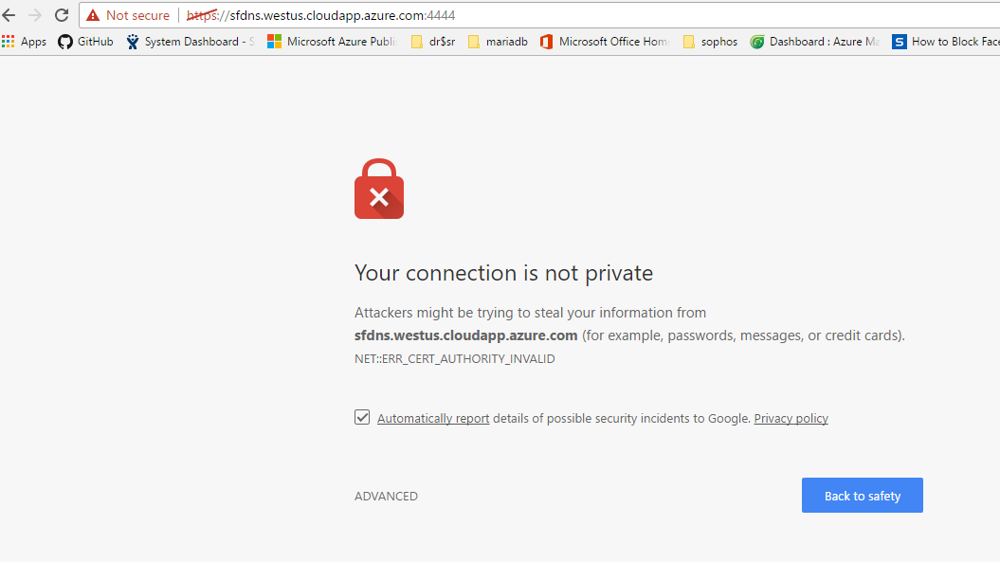 Not secure https://sfdns.westus.cloudapp.azure.com:4444
Apps GitHub System Dashboard - Microsoft Azure Publi dr$sr mariadb Microsoft Office Hom sophos Dashboard : Azure Ma S How to Block Face
Your connection is not private
Attackers might be trying to steal your information from
sfdns.westus.cloudapp.azure.com (for example, passwords, messages, or credit cards).
NET::ERR_CERT_AUTHORITY_INVALID
Automatically report details of possible security incidents to Google. Privacy policy
ADVANCED Back to safety